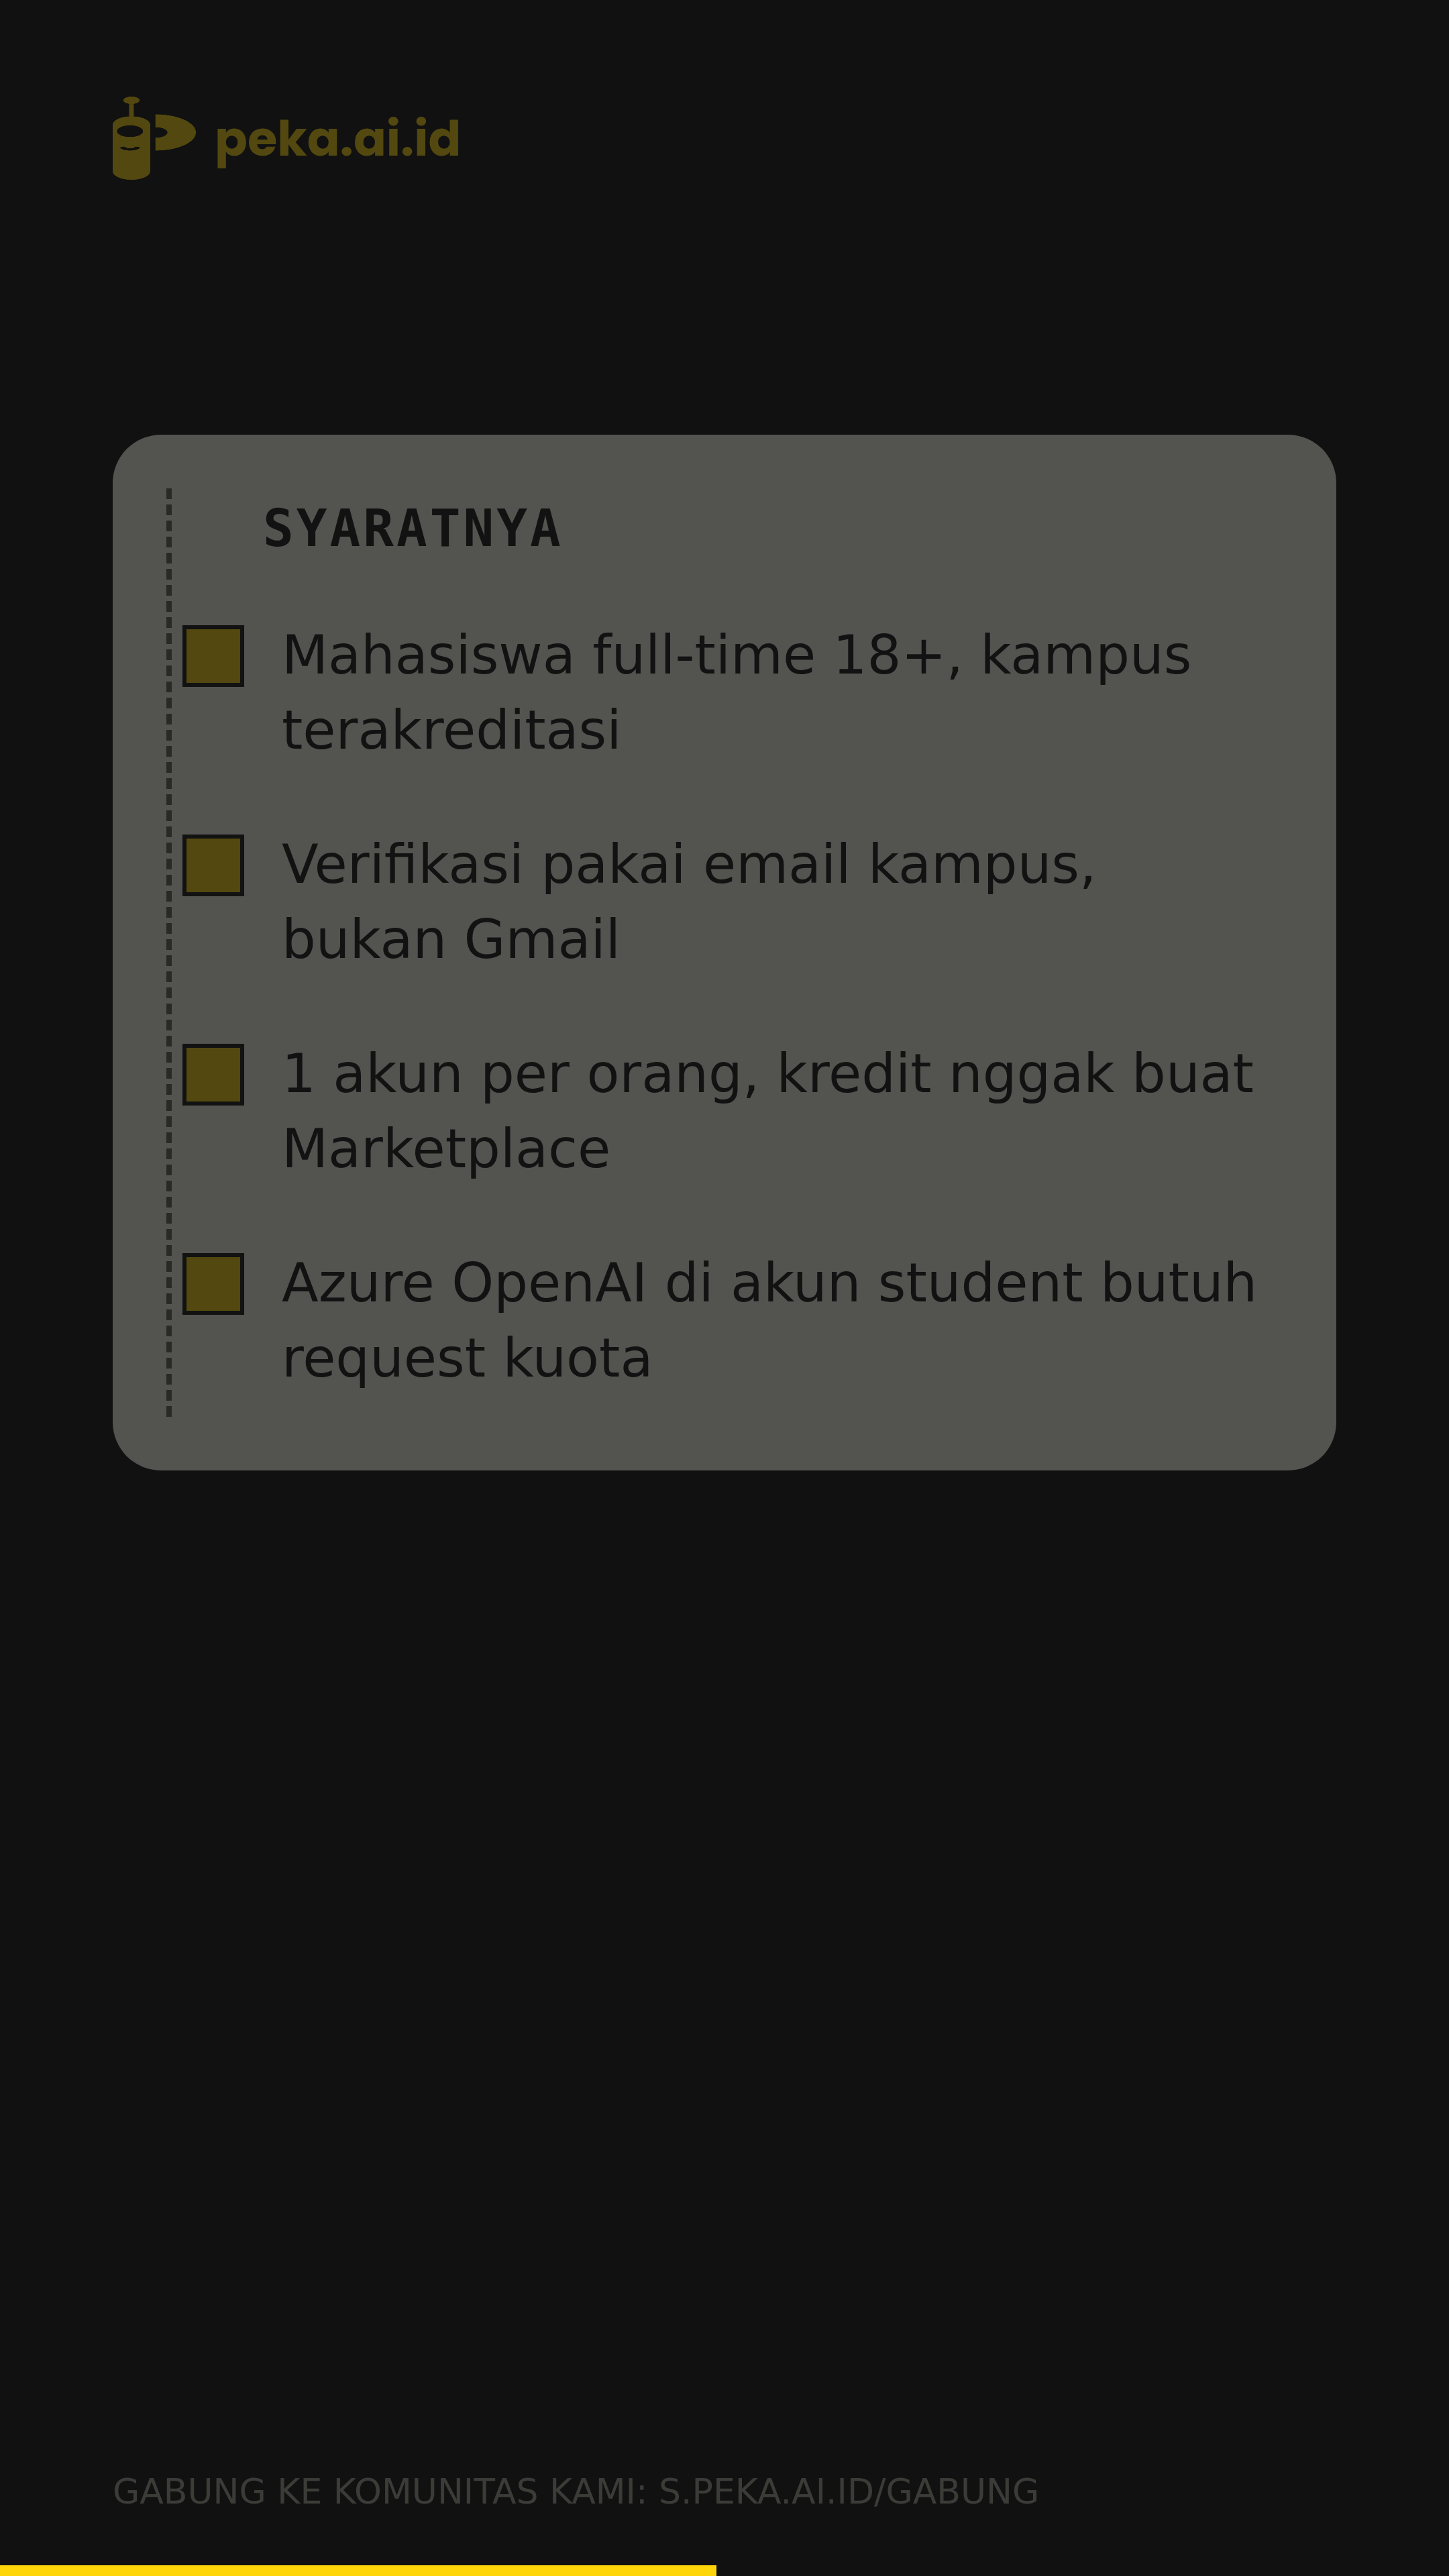 peka.ai.id
SYARATNYA
Mahasiswa full-time 18+, kampus
terakreditasi
Verifikasi pakai email kampus,
bukan Gmail
1 akun per orang, kredit nggak buat
Marketplace
Azure OpenAI di akun student butuh
request kuota
GABUNG KE KOMUNITAS KAMI: S.PEKA.AI.ID/GABUNG